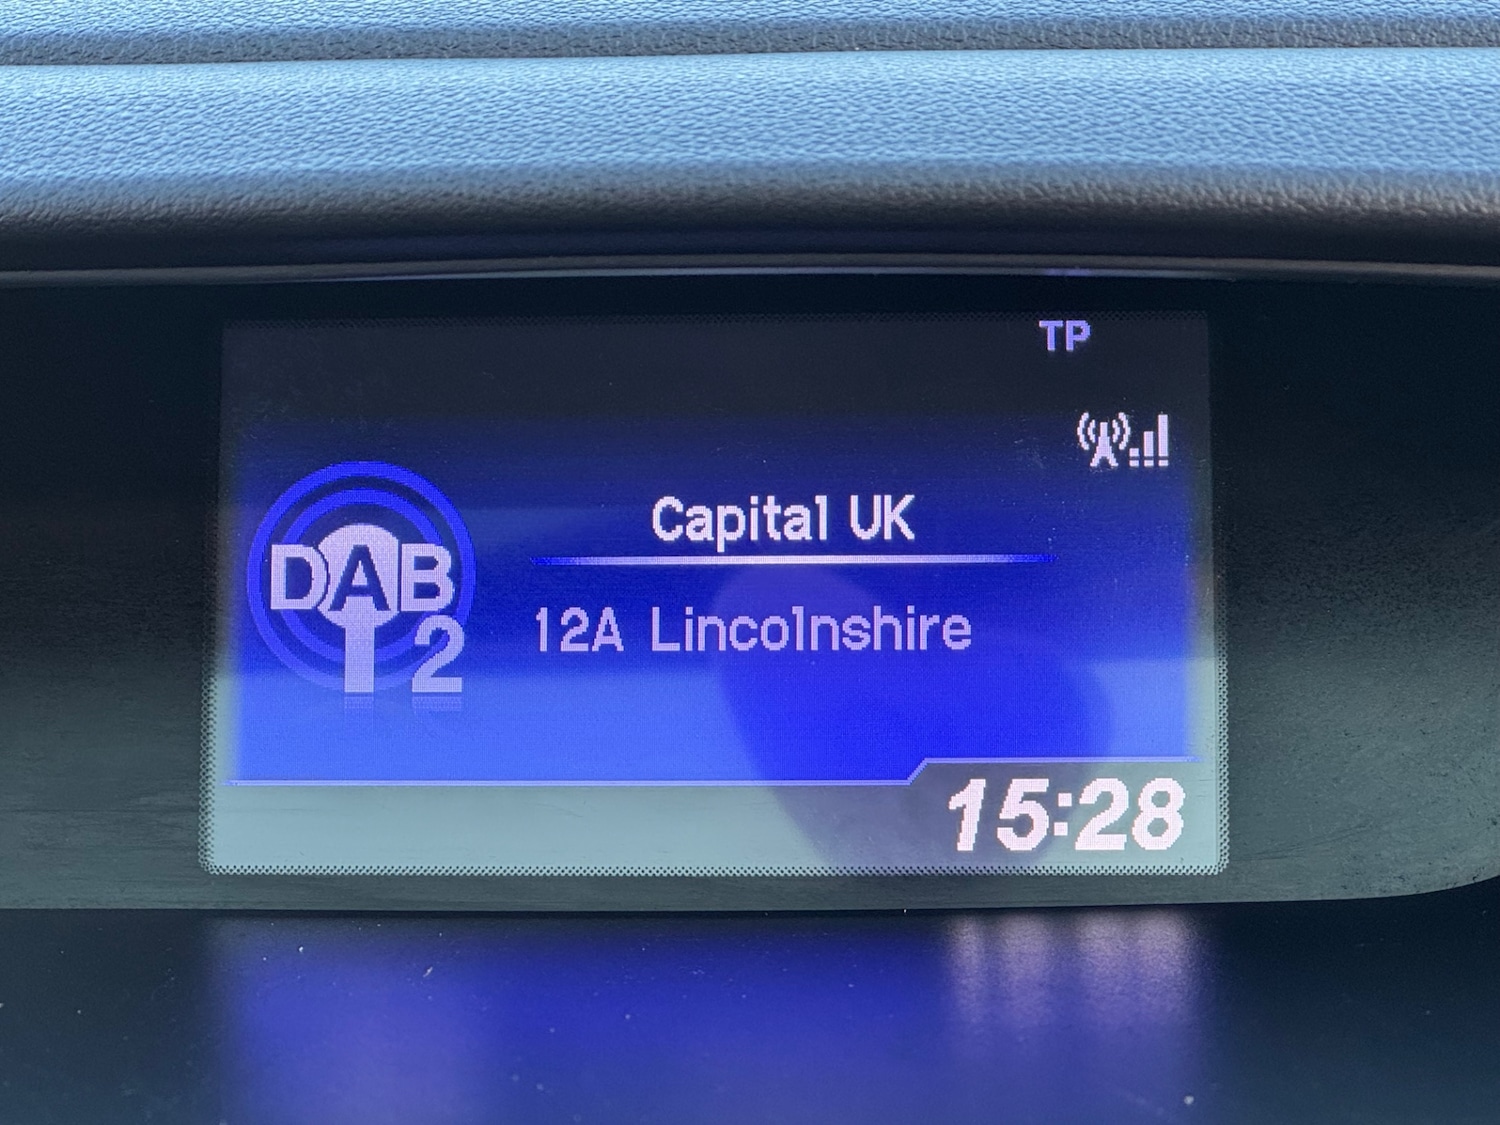 TP
Capital UK
DAB
2
12A Lincolnshire
15:28